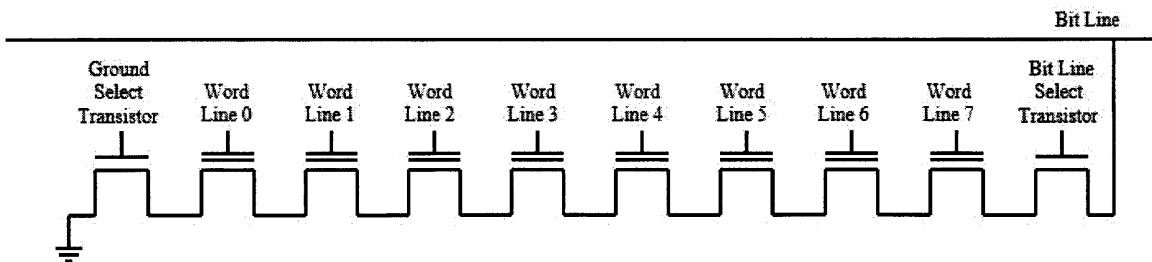 Bit Line
Ground
Select
Transistor
Word
Line 0
Word
Line 1
Word
Line 2
Word
Line 3
Word
Line 4
Word
Line 5
Word
Line 6
Word
Line 7
Bit Line
Select
Transistor